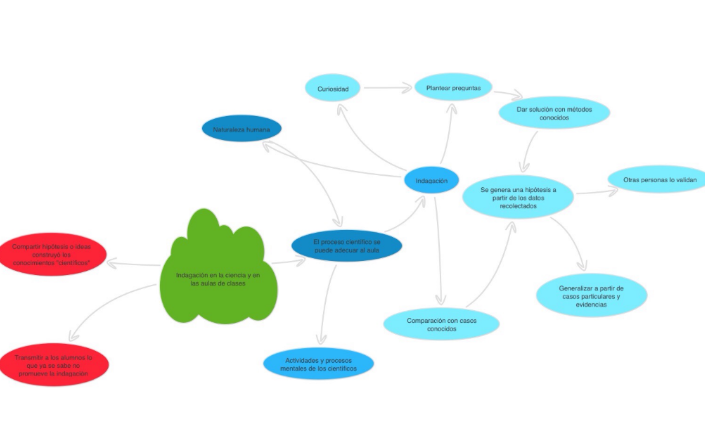 Curiosidad
Plantear preguntas
Dar solución con métodos
conocidos
Naturaleza humana
Indagación
Otras personas lo validan
Se genera una hipótesis a
partir de los datos
recolectados
El proceso científico se
puede adecuar al aula
Compartir hipótesis o ideas
construyó los
conocimientos "científicos"
Indagación en la ciencia y en
las aulas de clases
Generalizar a partir de
casos particulares y
evidencias
Comparación con casos
conocidos
Actividades y procesos
mentales de los científicos
Transmitir a los alumnos lo
que ya se sabe no
promueve la indagación